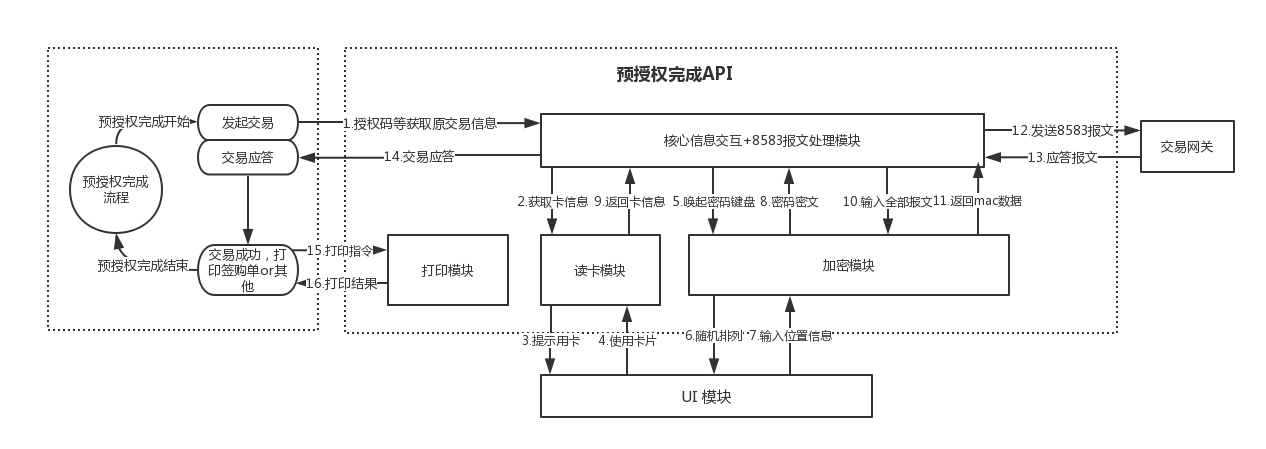 预授权完成API
预授权完成开始
发起交易
1.授权码等获取原交易信息
核心信息交互+8583报文处理模块
12.发送8583报文
交易网关
交易应答
14.交易应答
13.应答报文
预授权完成
流程
2.获取卡信息
9.返回卡信息
5.唤起密码键盘
8.密码密文
10.输入全部报文
11.返回mac数据
预授权完成结束
交易成功，打
印签购单or其
他
15.打印指令
16.打印结果
打印模块
读卡模块
加密模块
3.提示用卡
4.使用卡片
6.随机排列
7.输入位置信息
UI 模块